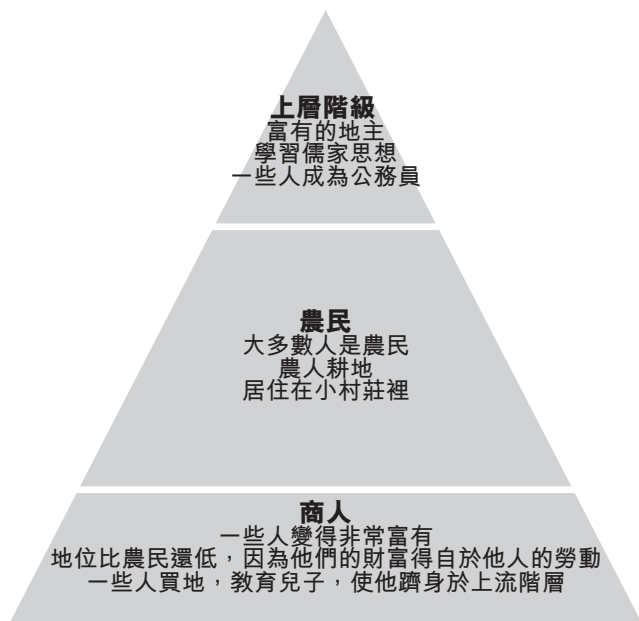 上層階級
富有的地主
學習儒家思想
一些人成為公務員
農民
大多數人是農民
農人耕地
居住在小村莊裡
商人
一些人變得非常富有
地位比農民還低，因為他們的財富得自於他人的勞動
一些人買地，教育兒子，使他躋身於上流階層